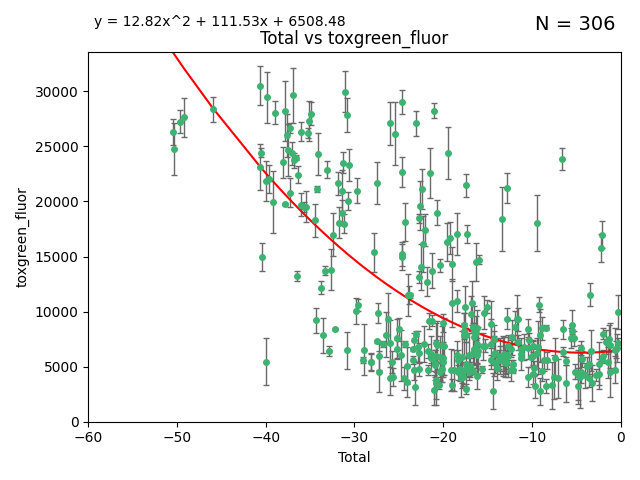 y = 12.82x^2 + 111.53x + 6508.48
N = 306
Total vs toxgreen_fluor
toxgreen_fluor
30000
25000
20000
15000
10000
5000
0
−60
−50
−40
−30
−20
−10
0
Total